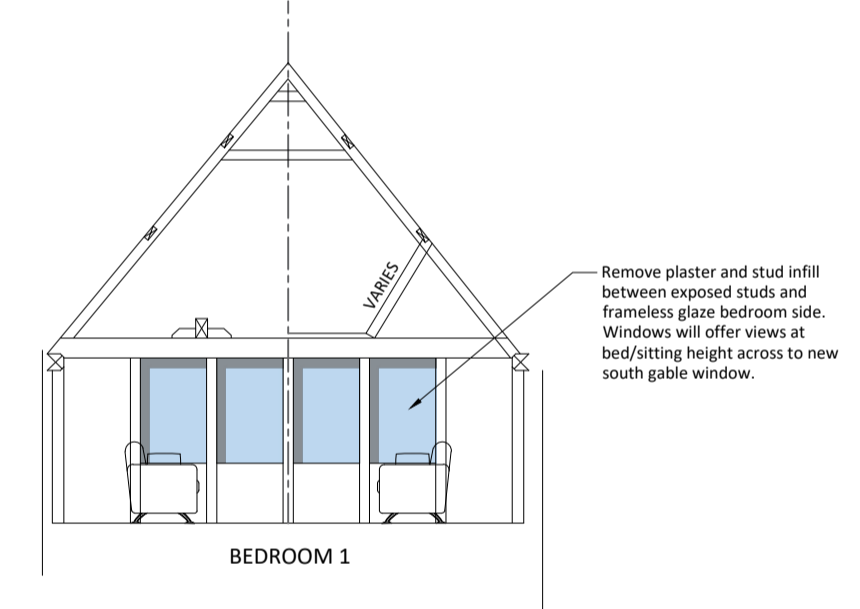 VARIES
Remove plaster and stud infill
between exposed studs and
frameless glaze bedroom side.
Windows will offer views at
bed/sitting height across to new
south gable window.
BEDROOM 1